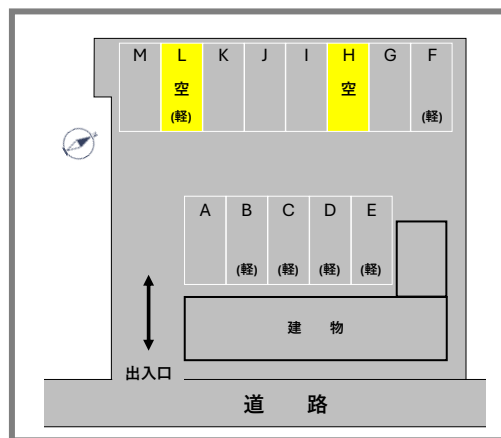 M L K J I H G F
空 空
(軽) (軽)
A B C D E
(軽) (軽) (軽) (軽)
建 物
出入口
道 路